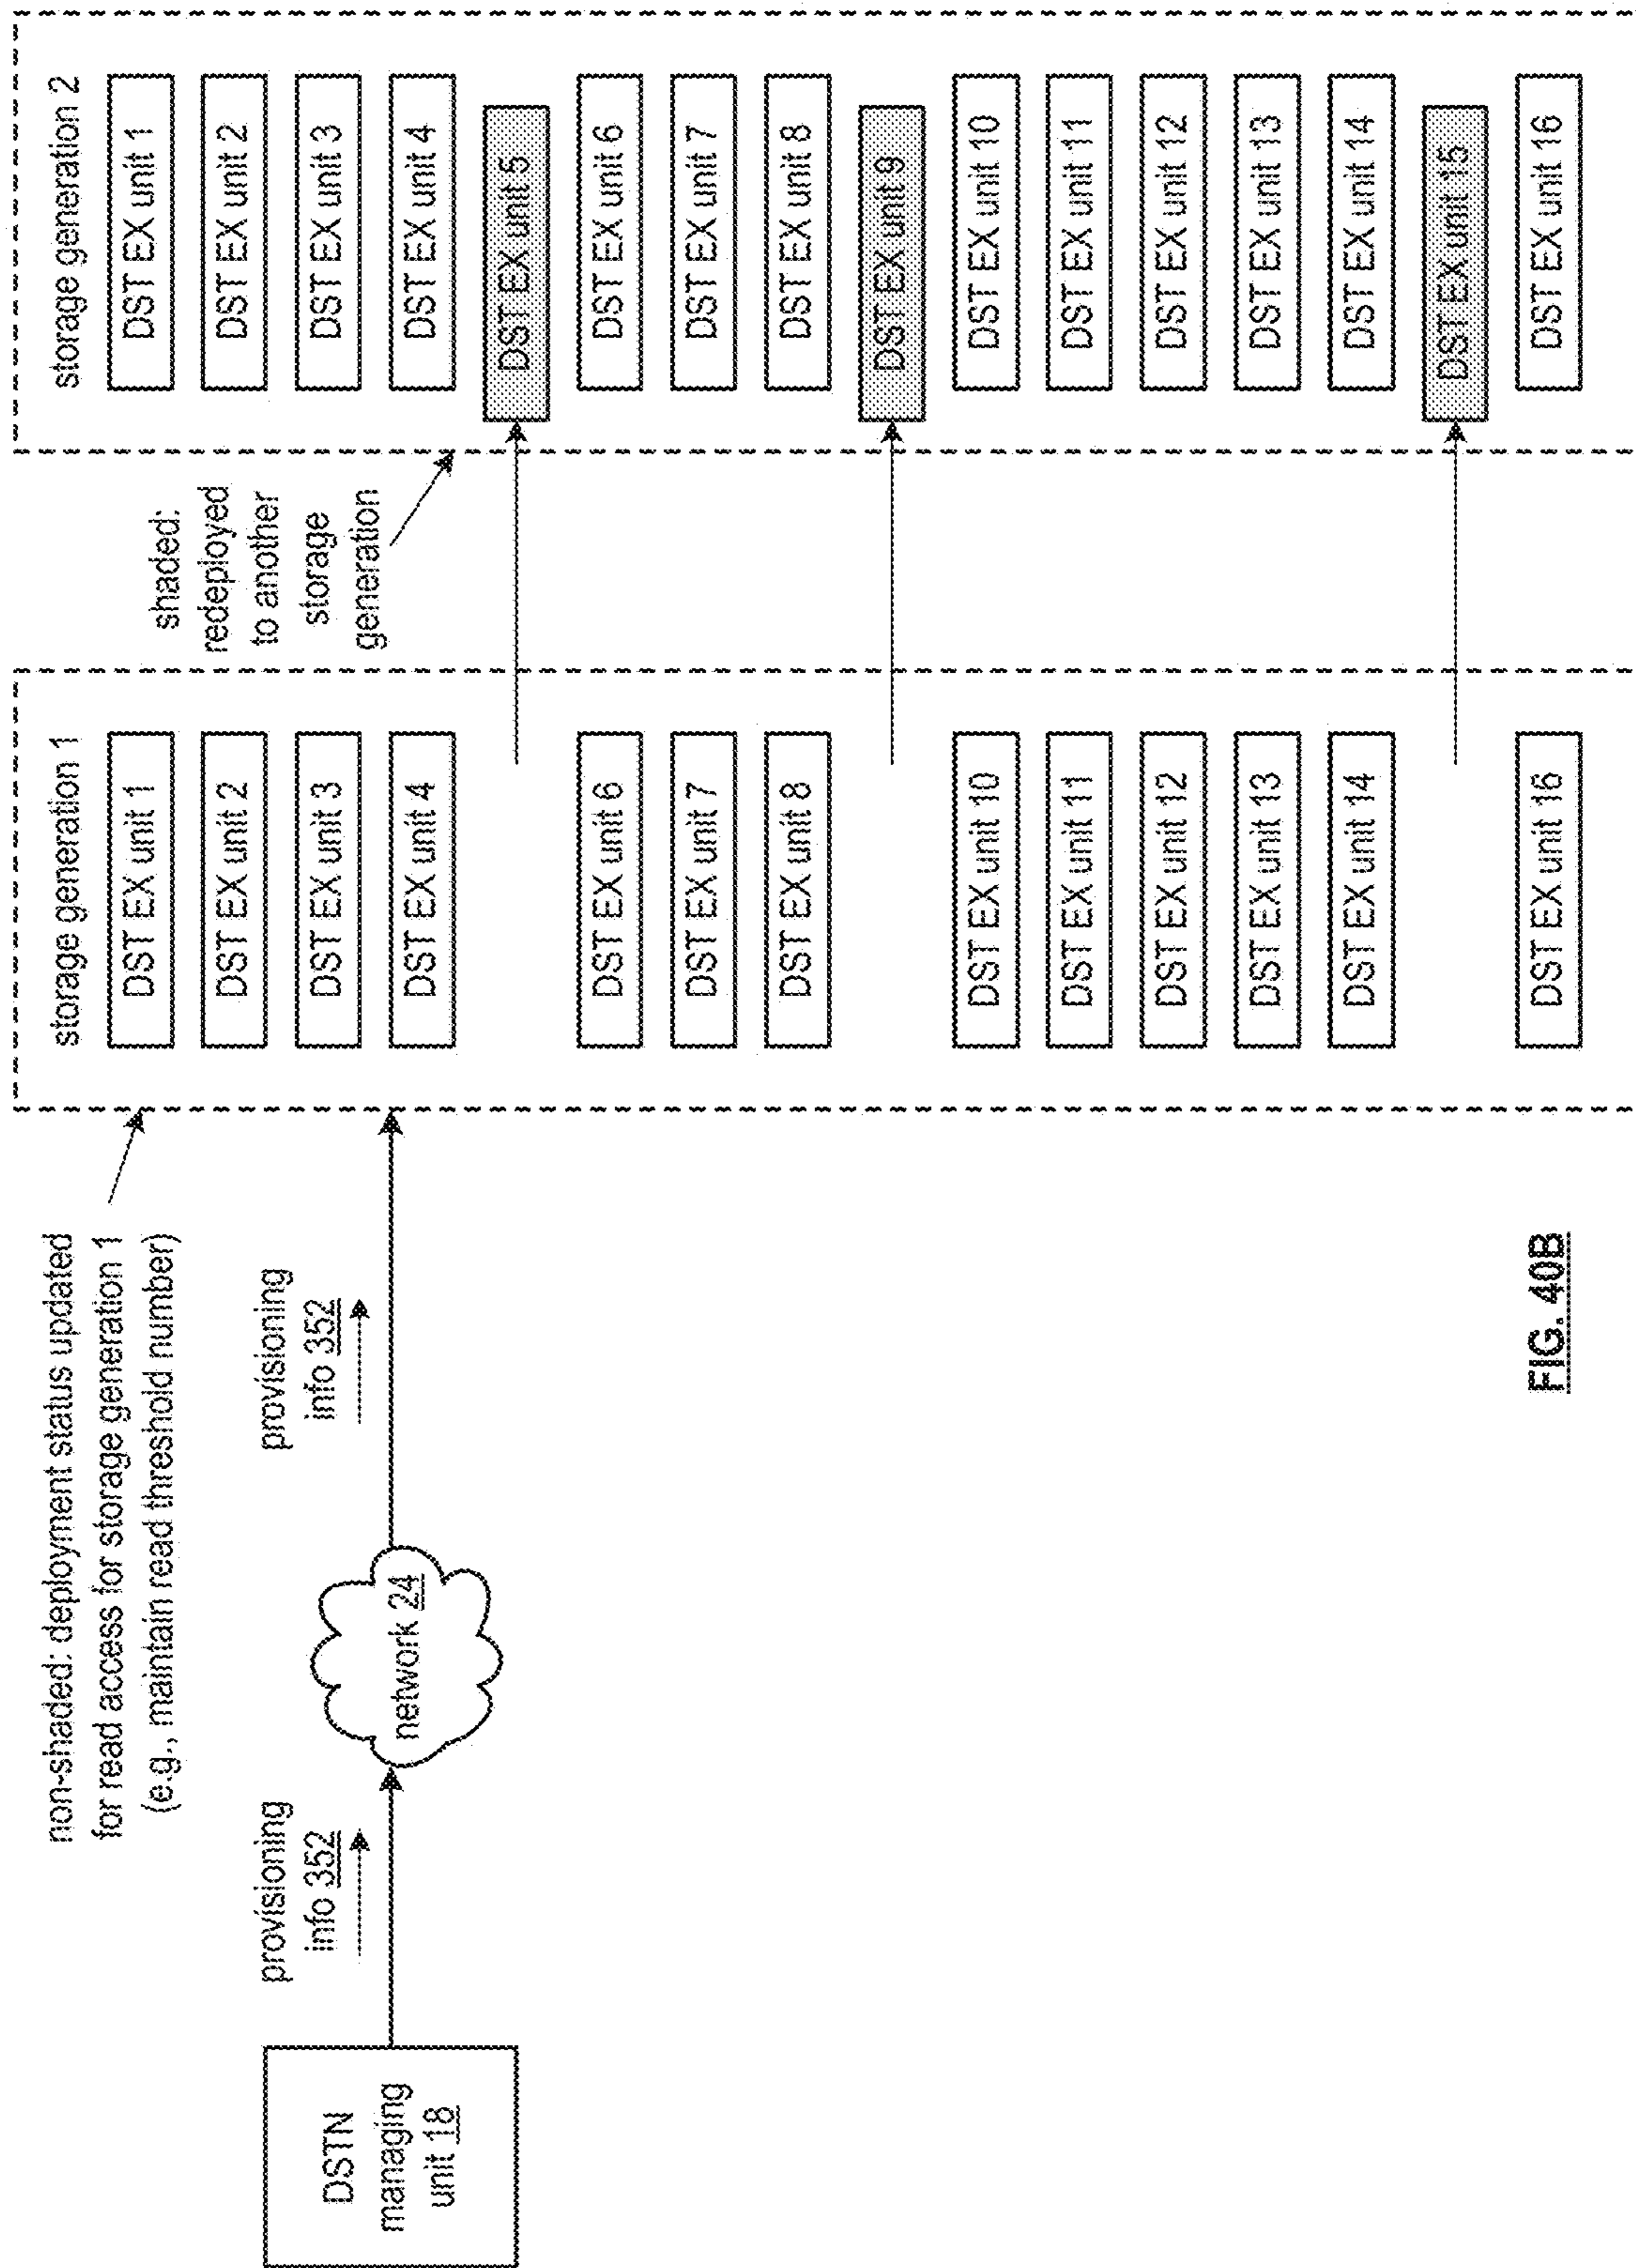 non-shaded: deployment status updated
for read access for storage generation 1
(e.g., maintain read threshold number)
DSTN
managing
unit 18
provisioning
info 352
network 24
provisioning
info 352
storage generation 1
DST EX unit 1
DST EX unit 2
DST EX unit 3
DST EX unit 4
DST EX unit 6
DST EX unit 7
DST EX unit 8
DST EX unit 10
DST EX unit 11
DST EX unit 12
DST EX unit 13
DST EX unit 14
DST EX unit 16
shaded:
redeployed
to another
storage
generation
storage generation 2
DST EX unit 1
DST EX unit 2
DST EX unit 3
DST EX unit 4
DST EX unit 5
DST EX unit 6
DST EX unit 7
DST EX unit 8
DST EX unit 9
DST EX unit 10
DST EX unit 11
DST EX unit 12
DST EX unit 13
DST EX unit 14
DST EX unit 15
DST EX unit 16
FIG. 40B